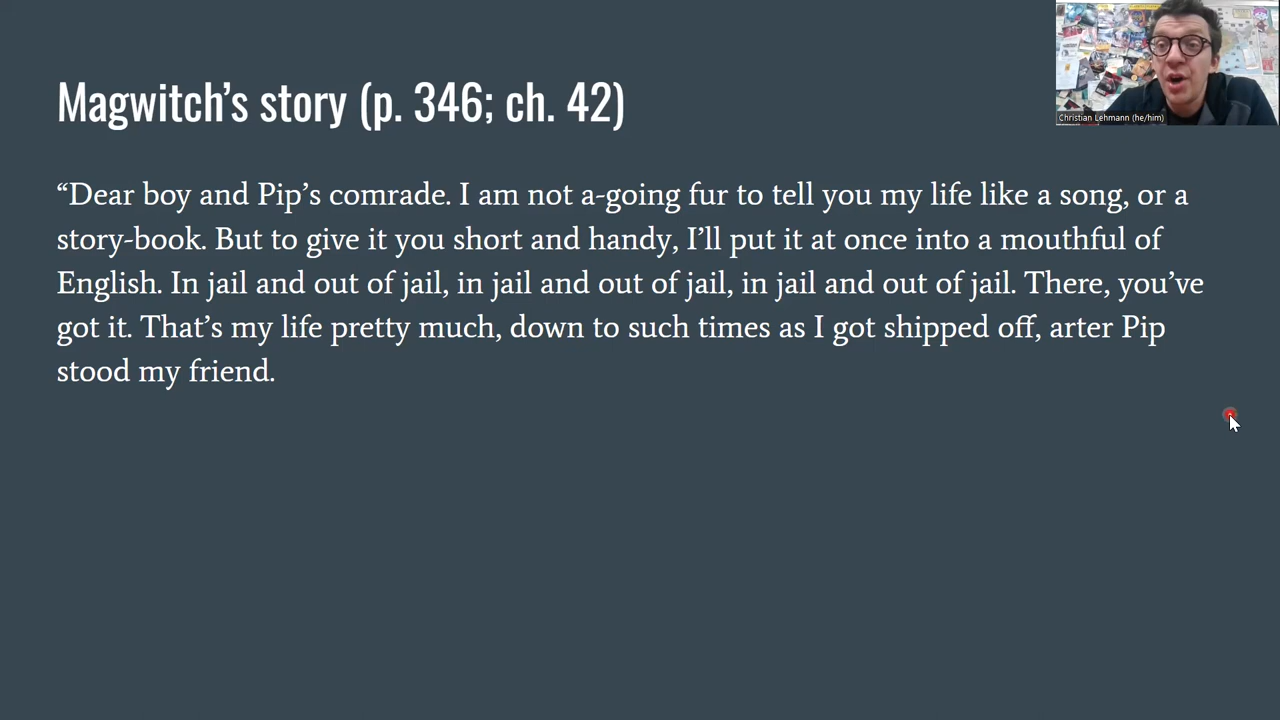 Magwitch’s story (p. 346; ch. 42)
Christian Lehmann (he/him)
“Dear boy and Pip’s comrade. I am not a-going fur to tell you my life like a song, or a
story-book. But to give it you short and handy, I’ll put it at once into a mouthful of
English. In jail and out of jail, in jail and out of jail, in jail and out of jail. There, you’ve
got it. That’s my life pretty much, down to such times as I got shipped off, arter Pip
stood my friend.